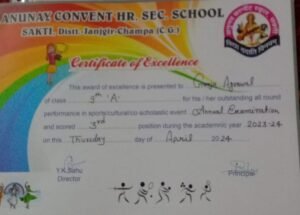 ANUNAY CONVENT HR. SEC. SCHOOL
SAKTI, Distt.-Janjgir-Champa (C.G.)
Certificate of Excellence
This award of excellence is presented to Agrawal
of class 3th 'A' for his / her outstanding all round
performance in sports/cultural/co-scholastic event Annual Examination
and scored 3rd position during the academic year 2023-24
on this Thursday day of April 2024
Y.K.Sahu
Director
Principal